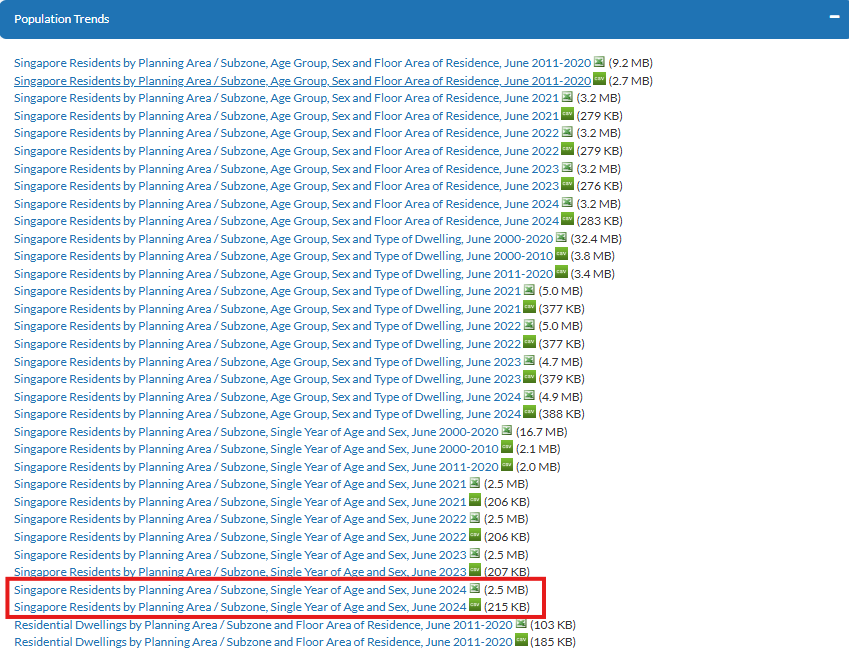 Population Trends
Singapore Residents by Planning Area / Subzone, Age Group, Sex and Floor Area of Residence, June 2011-2020 (9.2 MB)
Singapore Residents by Planning Area / Subzone, Age Group, Sex and Floor Area of Residence, June 2011-2020 csv (2.7 MB)
Singapore Residents by Planning Area / Subzone, Age Group, Sex and Floor Area of Residence, June 2021 (3.2 MB)
Singapore Residents by Planning Area / Subzone, Age Group, Sex and Floor Area of Residence, June 2021 csv (279 KB)
Singapore Residents by Planning Area / Subzone, Age Group, Sex and Floor Area of Residence, June 2022 (3.2 MB)
Singapore Residents by Planning Area / Subzone, Age Group, Sex and Floor Area of Residence, June 2022 csv (279 KB)
Singapore Residents by Planning Area / Subzone, Age Group, Sex and Floor Area of Residence, June 2023 (3.2 MB)
Singapore Residents by Planning Area / Subzone, Age Group, Sex and Floor Area of Residence, June 2023 csv (276 KB)
Singapore Residents by Planning Area / Subzone, Age Group, Sex and Floor Area of Residence, June 2024 (3.2 MB)
Singapore Residents by Planning Area / Subzone, Age Group, Sex and Floor Area of Residence, June 2024 csv (283 KB)
Singapore Residents by Planning Area / Subzone, Age Group, Sex and Type of Dwelling, June 2000-2020 (32.4 MB)
Singapore Residents by Planning Area / Subzone, Age Group, Sex and Type of Dwelling, June 2000-2010 csv (3.8 MB)
Singapore Residents by Planning Area / Subzone, Age Group, Sex and Type of Dwelling, June 2011-2020 csv (3.4 MB)
Singapore Residents by Planning Area / Subzone, Age Group, Sex and Type of Dwelling, June 2021 (5.0 MB)
Singapore Residents by Planning Area / Subzone, Age Group, Sex and Type of Dwelling, June 2021 csv (377 KB)
Singapore Residents by Planning Area / Subzone, Age Group, Sex and Type of Dwelling, June 2022 (5.0 MB)
Singapore Residents by Planning Area / Subzone, Age Group, Sex and Type of Dwelling, June 2022 csv (377 KB)
Singapore Residents by Planning Area / Subzone, Age Group, Sex and Type of Dwelling, June 2023 (4.7 MB)
Singapore Residents by Planning Area / Subzone, Age Group, Sex and Type of Dwelling, June 2023 csv (379 KB)
Singapore Residents by Planning Area / Subzone, Age Group, Sex and Type of Dwelling, June 2024 (4.9 MB)
Singapore Residents by Planning Area / Subzone, Age Group, Sex and Type of Dwelling, June 2024 csv (388 KB)
Singapore Residents by Planning Area / Subzone, Single Year of Age and Sex, June 2000-2020 (16.7 MB)
Singapore Residents by Planning Area / Subzone, Single Year of Age and Sex, June 2000-2010 csv (2.1 MB)
Singapore Residents by Planning Area / Subzone, Single Year of Age and Sex, June 2011-2020 csv (2.0 MB)
Singapore Residents by Planning Area / Subzone, Single Year of Age and Sex, June 2021 (2.5 MB)
Singapore Residents by Planning Area / Subzone, Single Year of Age and Sex, June 2021 csv (206 KB)
Singapore Residents by Planning Area / Subzone, Single Year of Age and Sex, June 2022 (2.5 MB)
Singapore Residents by Planning Area / Subzone, Single Year of Age and Sex, June 2022 csv (206 KB)
Singapore Residents by Planning Area / Subzone, Single Year of Age and Sex, June 2023 (2.5 MB)
Singapore Residents by Planning Area / Subzone, Single Year of Age and Sex, June 2023 csv (207 KB)
Singapore Residents by Planning Area / Subzone, Single Year of Age and Sex, June 2024 (2.5 MB)
Singapore Residents by Planning Area / Subzone, Single Year of Age and Sex, June 2024 csv (215 KB)
Residential Dwellings by Planning Area / Subzone and Floor Area of Residence, June 2011-2020 (103 KB)
Residential Dwellings by Planning Area / Subzone and Floor Area of Residence, June 2011-2020 csv (185 KB)